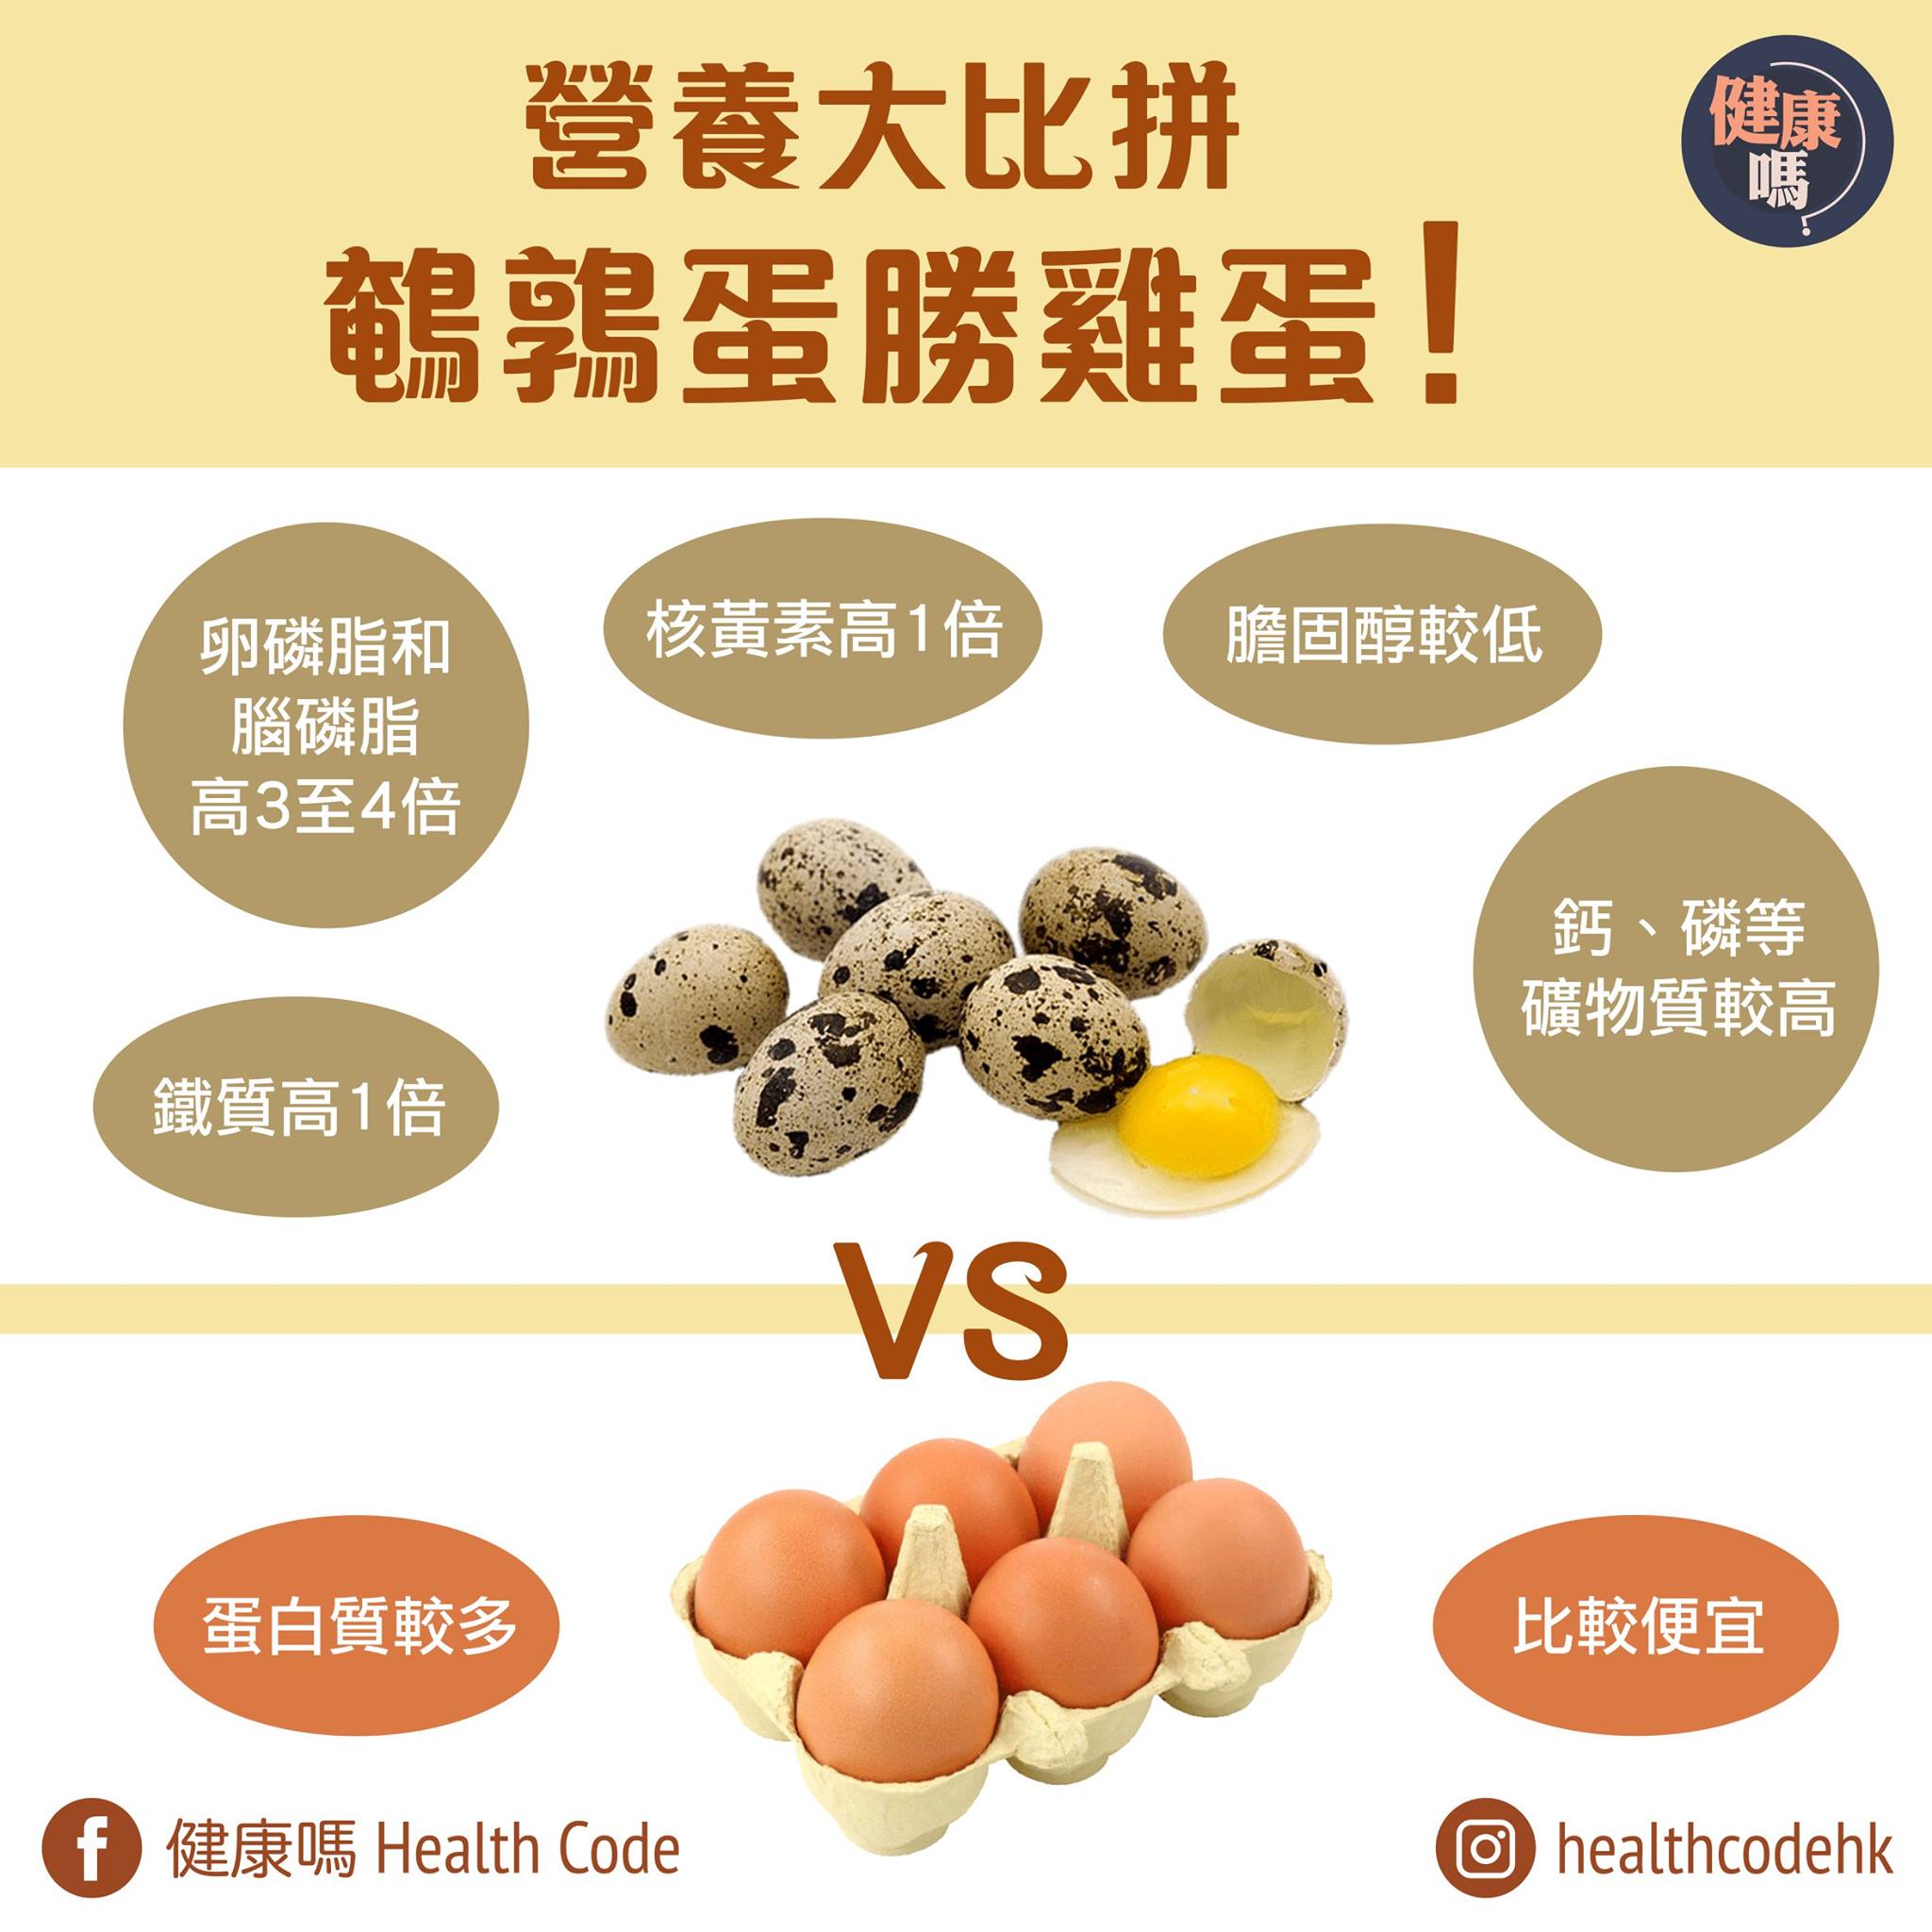 營養大比拼
鵪鶉蛋勝雞蛋!
健康
嗎?
卵磷脂和
腦磷脂
高3至4倍
核黃素高1倍
膽固醇較低
鈣、磷等
礦物質較高
鐵質高1倍
VS
蛋白質較多
比較便宜
健康嗎 Health Code
healthcodehk